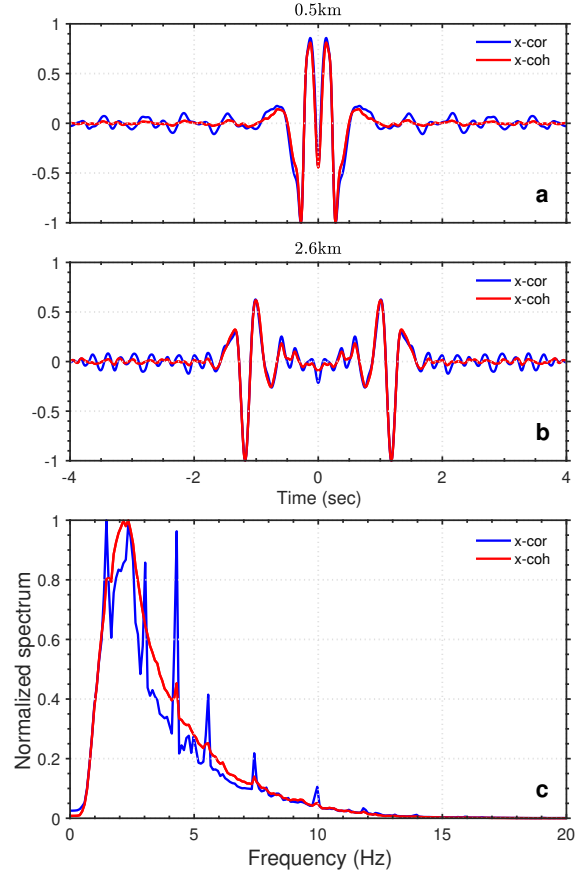 0.5km
1
0.5
0
-0.5
-1
x-cor
x-coh
a
2.6km
1
0.5
0
-0.5
-1
x-cor
x-coh
b
-4
-2
0
2
4
Time (sec)
1
0.8
0.6
0.4
0.2
0
Normalized spectrum
x-cor
x-coh
c
0
5
10
15
20
Frequency (Hz)